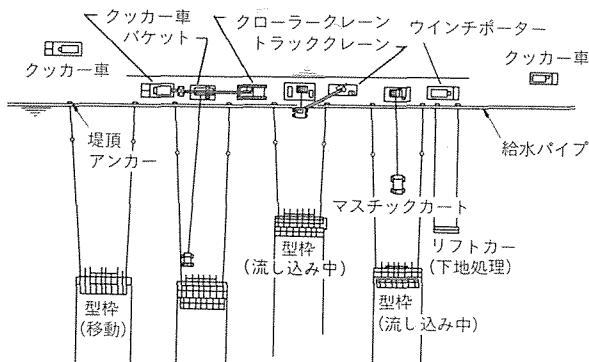 クッカー車
バケット
クローラークレーン
トラッククレーン
ウインチポーター
クッカー車
クッカー車
堤頂
アンカー
給水パイプ
マスチックカート
型枠
(流し込み中)
リフトカー
(下地処理)
型枠
(移動)
型枠
(流し込み中)